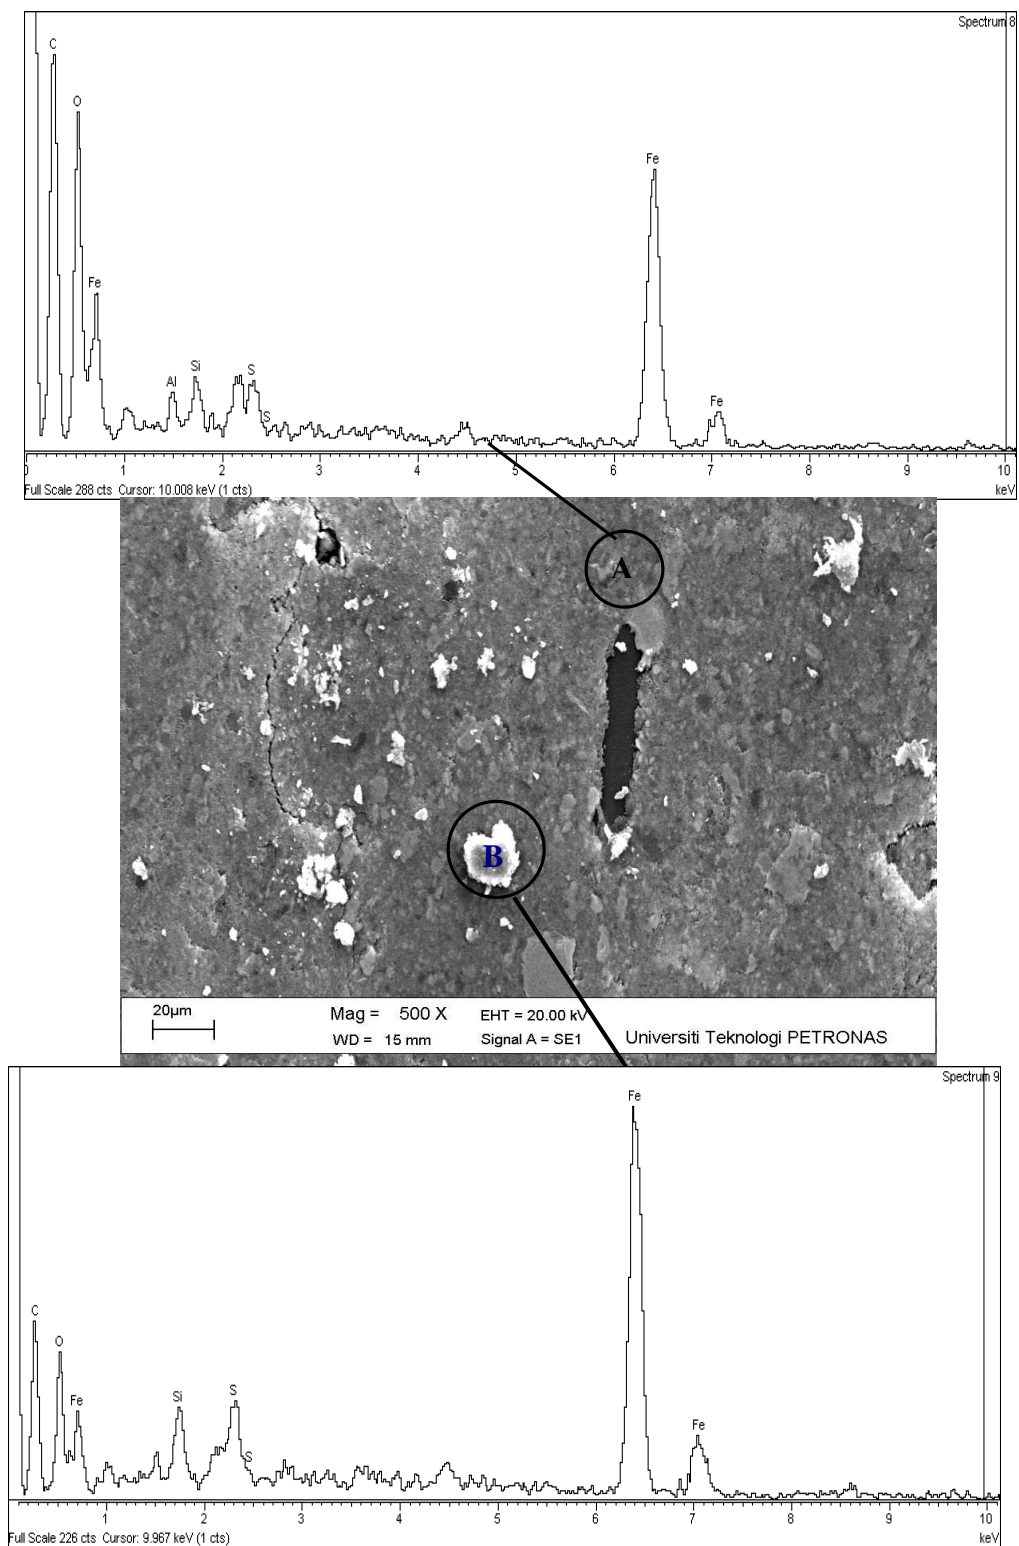 Spectrum 8
C
O
Fe
Fe
Al
Si
S
S
Fe
0 1 2 3 4 5 6 7 8 9 10
Full Scale 288 cts Cursor: 10.008 keV (1 cts) keV
A
B
20µm
Mag = 500 X EHT = 20.00 kV
WD = 15 mm Signal A = SE1 Universiti Teknologi PETRONAS
Spectrum 9
Fe
C
O
Fe
Si
S
S
Fe
1 2 3 4 5 6 7 8 9 10
Full Scale 226 cts Cursor: 9.967 keV (1 cts) keV